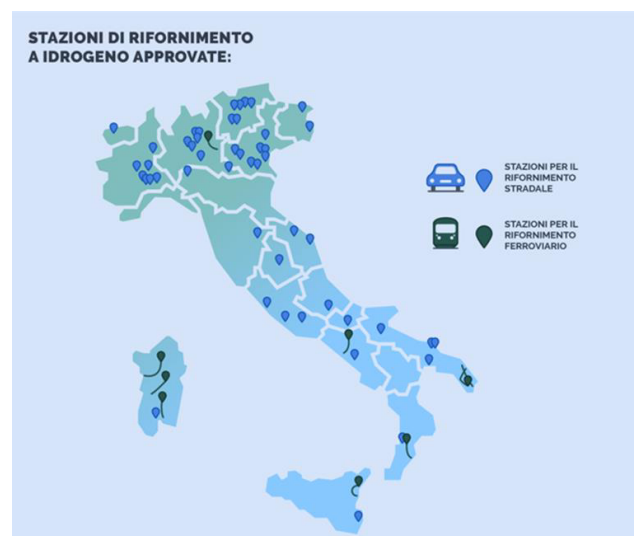 STAZIONI DI RIFORNIMENTO
A IDROGENO APPROVATE:
STAZIONI PER IL
RIFORNIMENTO
STRADALE
STAZIONI PER IL
RIFORNIMENTO
FERROVIARIO